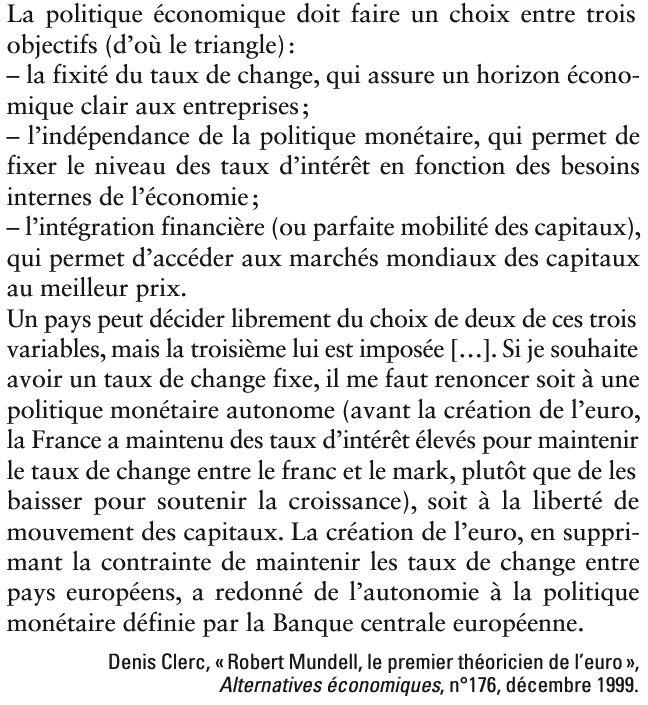 La politique économique doit faire un choix entre trois
objectifs (d’où le triangle) :
– la fixité du taux de change, qui assure un horizon écono-
mique clair aux entreprises ;
– l’indépendance de la politique monétaire, qui permet de
fixer le niveau des taux d’intérêt en fonction des besoins
internes de l’économie ;
– l’intégration financière (ou parfaite mobilité des capitaux),
qui permet d’accéder aux marchés mondiaux des capitaux
au meilleur prix.
Un pays peut décider librement du choix de deux de ces trois
variables, mais la troisième lui est imposée […]. Si je souhaite
avoir un taux de change fixe, il me faut renoncer soit à une
politique monétaire autonome (avant la création de l’euro,
la France a maintenu des taux d’intérêt élevés pour maintenir
le taux de change entre le franc et le mark, plutôt que de les
baisser pour soutenir la croissance), soit à la liberté de
mouvement des capitaux. La création de l’euro, en suppri-
mant la contrainte de maintenir les taux de change entre
pays européens, a redonné de l’autonomie à la politique
monétaire définie par la Banque centrale européenne.
Denis Clerc, « Robert Mundell, le premier théoricien de l’euro »,
Alternatives économiques, n°176, décembre 1999.